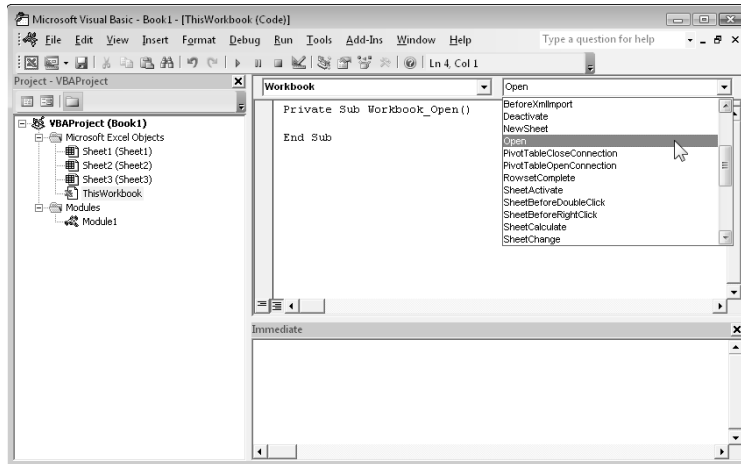 Microsoft Visual Basic - Book1 - [ThisWorkbook (Code)]
File Edit View Insert Format Debug Run Tools Add-Ins Window Help Type a question for help
Ln 4, Col 1
Project - VBAProject
VBAProject (Book1)
Microsoft Excel Objects
Sheet1 (Sheet1)
Sheet2 (Sheet2)
Sheet3 (Sheet3)
ThisWorkbook
Modules
Module1
Workbook Open
Private Sub Workbook_Open()
End Sub
BeforeXmlImport
Deactivate
NewSheet
Open
PivotTableCloseConnection
PivotTableOpenConnection
RowsetComplete
SheetActivate
SheetBeforeDoubleClick
SheetBeforeRightClick
SheetCalculate
SheetChange
Immediate